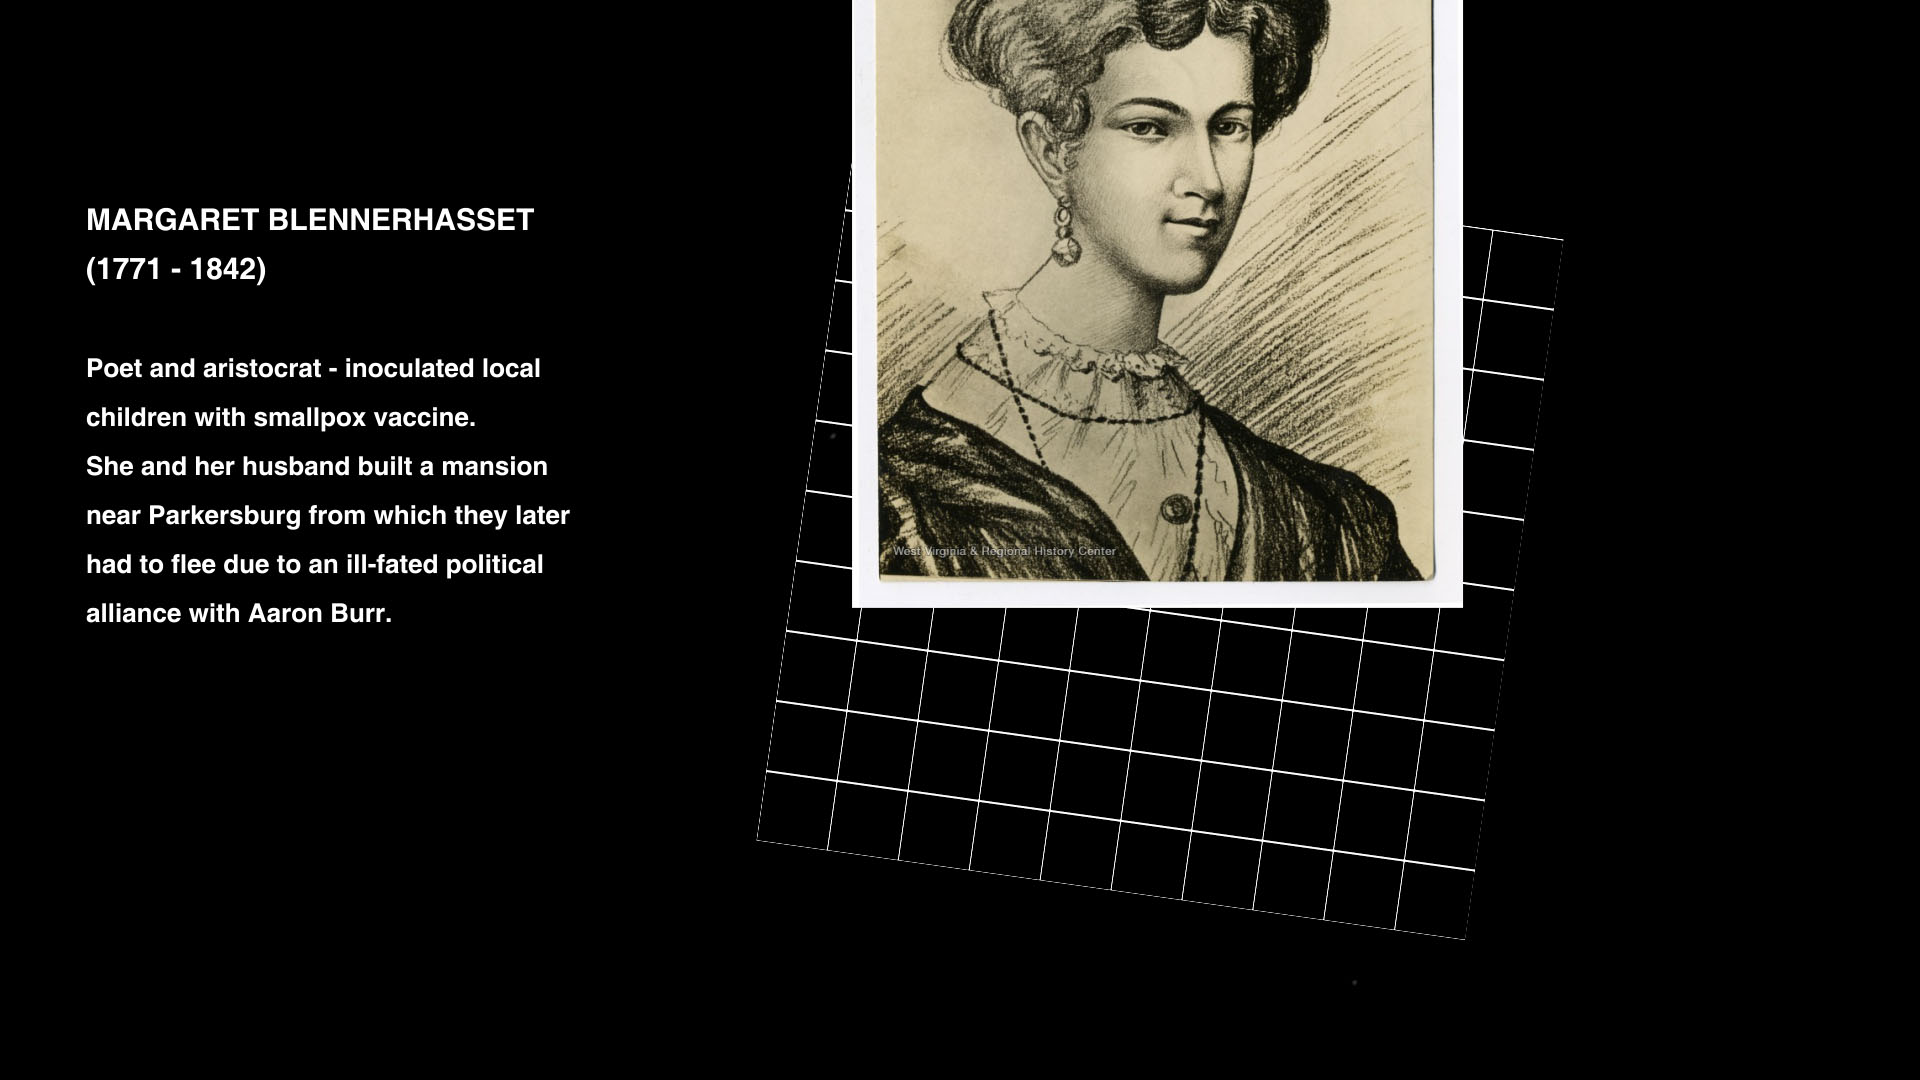 MARGARET BLENNERHASSET
(1771 - 1842)
Poet and aristocrat - inoculated local
children with smallpox vaccine.
She and her husband built a mansion
near Parkersburg from which they later
had to flee due to an ill-fated political
alliance with Aaron Burr.
West Virginia & Regional History Center